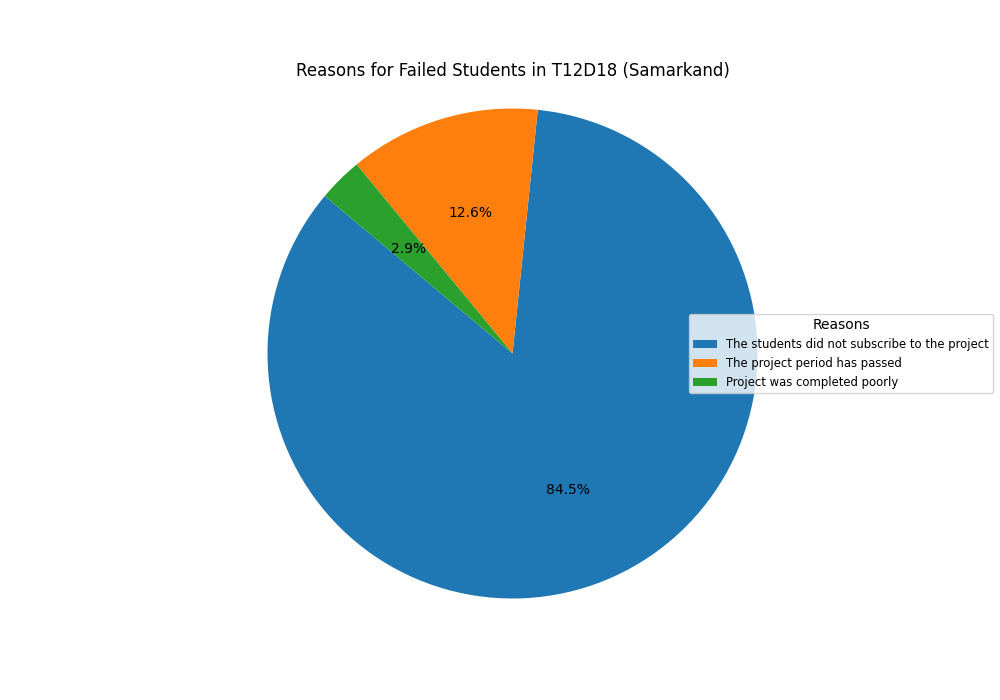 Reasons for Failed Students in T12D18 (Samarkand)
12.6%
2.9%
Reasons
The students did not subscribe to the project
The project period has passed
Project was completed poorly
84.5%